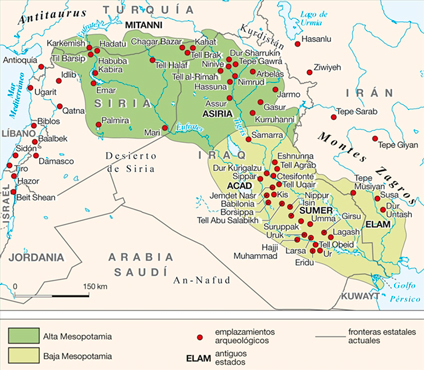 TURQUÍA
Antitaurus
MITANNI
Lago de
Urmia
Karkemish
Hadatu
Chagar Bazar
Kahat
Kurdistán
Hasanlu
Tell Brak
Dur Sharrukin
Antioquía
Til Barsip
Nínive
Tepe Gawra
Habuba
Kabira
Tell Halaf
Tell al-Rimah
Arbelas
Ziwiyeh
Idlib
Hassuna
Nimrud
Mar
Mediterráneo
Ugarit
Emar
Jarmo
SIRIA
Assur
Gasur
IRÁN
Qatna
ASIRIA
Kurruhanni
Tepe Sarab
Biblos
Palmira
Mari
Éufrates
Samarra
LÍBANO
Baalbek
Montes Zagros
Tepe Giyan
Sidón
Desierto
de Siria
IRAQ
Eshnunna
Damasco
Dur Kurigalzu
Tell Agrab
Tiro
Sippar
Ctesifonte
Tepe
Musiyan
Hazor
ACAD
Tell Uqair
Susa
Jemdet Nasr
Kis
Nippur
Dur
Untash
Beit Shean
Babilonia
Isin
ISRAEL
Borsippa
SUMER
Girsu
Tell Abu Salabikh
Umma
ELAM
Suruppak
Lagash
JORDANIA
ARABIA
SAUDÍ
Uruk
Tell Obeid
Hajji
Muhammad
Larsa
Ur
An-Nafud
Eridu
Golfo
Pérsico
KUWAYT
0
150 km
Alta Mesopotamia
emplazamientos
arqueológicos
fronteras estatales
actuales
Baja Mesopotamia
ELAM
antiguos
estados